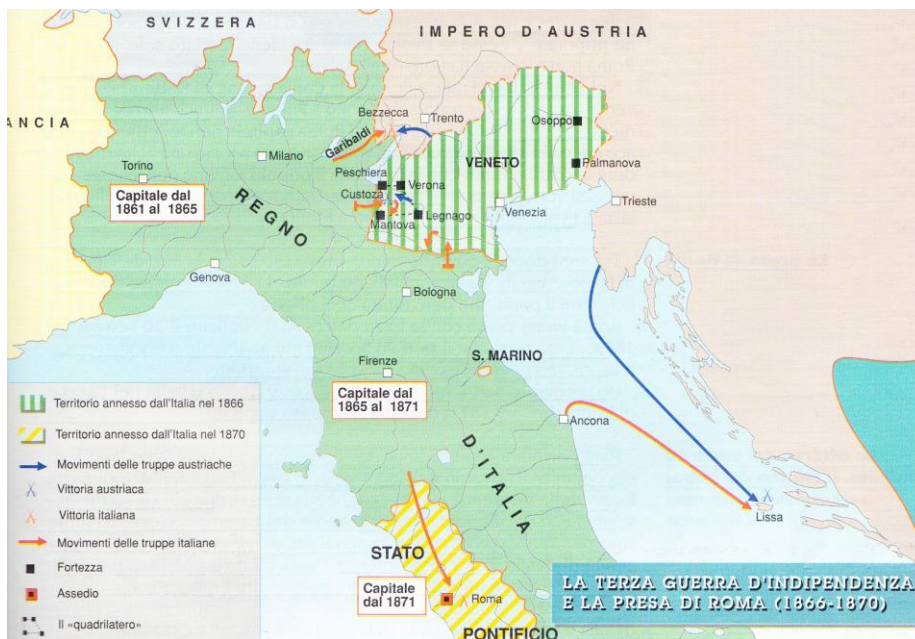 SVIZZERA
IMPERO D'AUSTRIA
ANCIA
Bezzecca
Trento
Osoppo
Garibaldi
Milano
VENETO
Palmanova
Torino
Peschiera
Verona
Capitale dal
1861 al 1865
Custoza
Venezia
Trieste
REGNO
Mantova
Legnago
Genova
Bologna
Firenze
S. MARINO
Capitale dal
1865 al 1871
Ancona
D'ITALIA
Lissa
Territorio annesso dall'Italia nel 1866
Territorio annesso dall'Italia nel 1870
Movimenti delle truppe austriache
Vittoria austriaca
Vittoria italiana
Movimenti delle truppe italiane
Fortezza
Assedio
Il «quadrilatero»
STATO
Capitale
dal 1871
Roma
PONTIFICIO
LA TERZA GUERRA D'INDIPENDENZA
E LA PRESA DI ROMA (1866-1870)